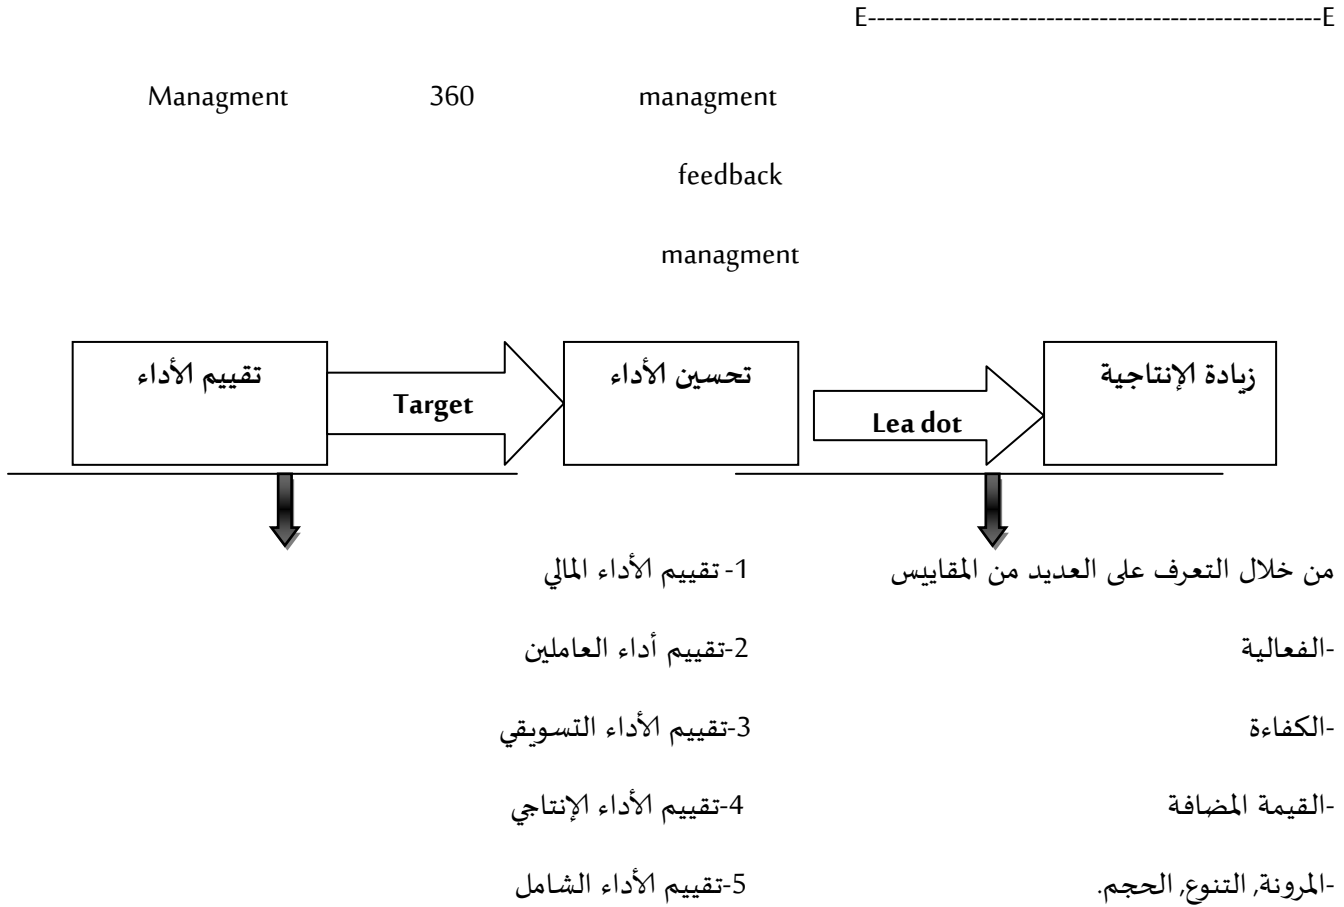 E--------------------------------------------------E
Managment 360 managment
feedback
managment
تقييم الأداء
Target
تحسين الأداء
Lea dot
زيادة الإنتاجية
من خلال التعرف على العديد من المقاييس
-الفعالية
-الكفاءة
-القيمة المضافة
-المرونة, التنوع, الحجم.
1- تقييم الأداء المالي
2-تقييم أداء العاملين
3-تقييم الأداء التسويقي
4-تقييم الأداء الإنتاجي
5-تقييم الأداء الشامل